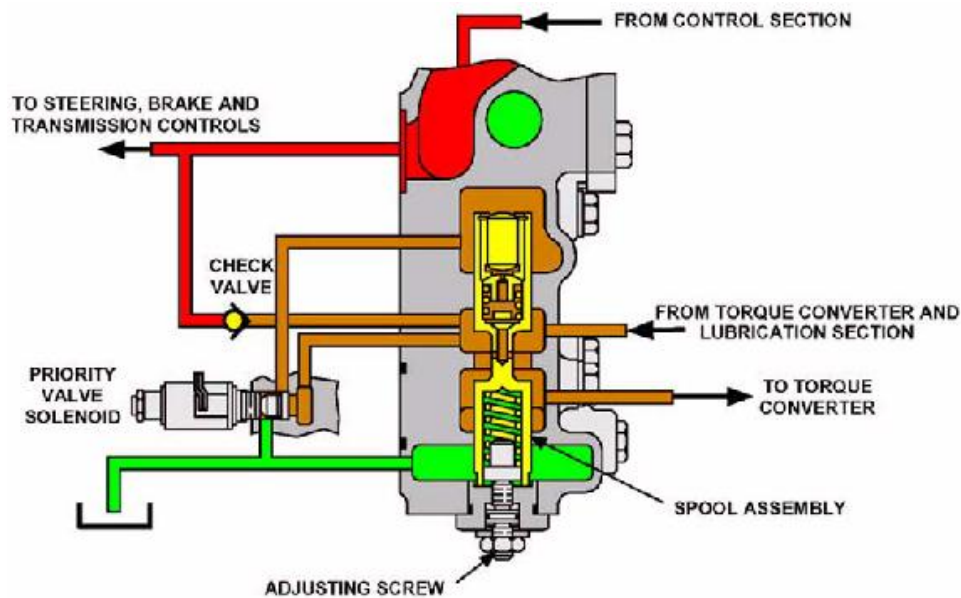 FROM CONTROL SECTION
TO STEERING, BRAKE AND
TRANSMISSION CONTROLS
CHECK
VALVE
FROM TORQUE CONVERTER AND
LUBRICATION SECTION
PRIORITY
VALVE
SOLENOID
TO TORQUE
CONVERTER
SPOOL ASSEMBLY
ADJUSTING SCREW